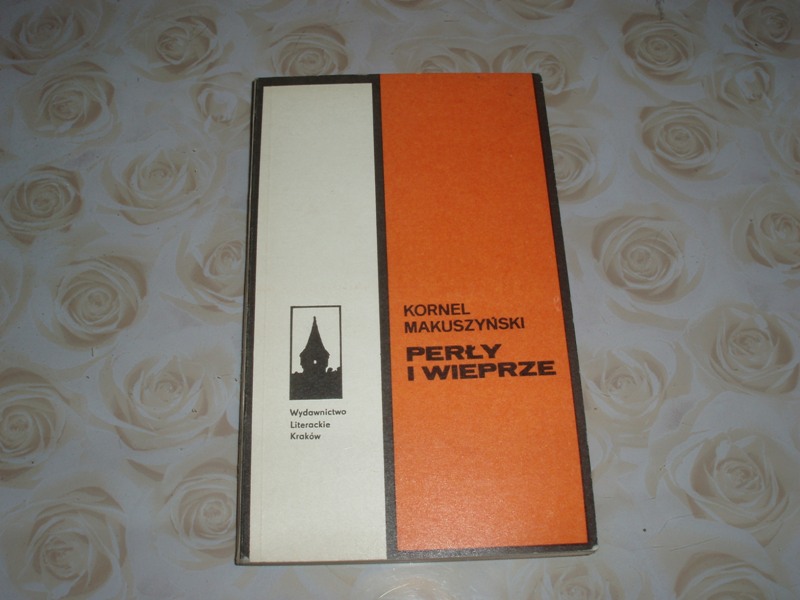 KORNEL
MAKUSZYŃSKI
PERŁY
I WIEPRZE
Wydawnictwo
Literackie
Kraków